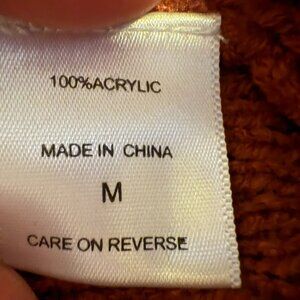 100%ACRYLIC
MADE IN CHINA
M
CARE ON REVERSE